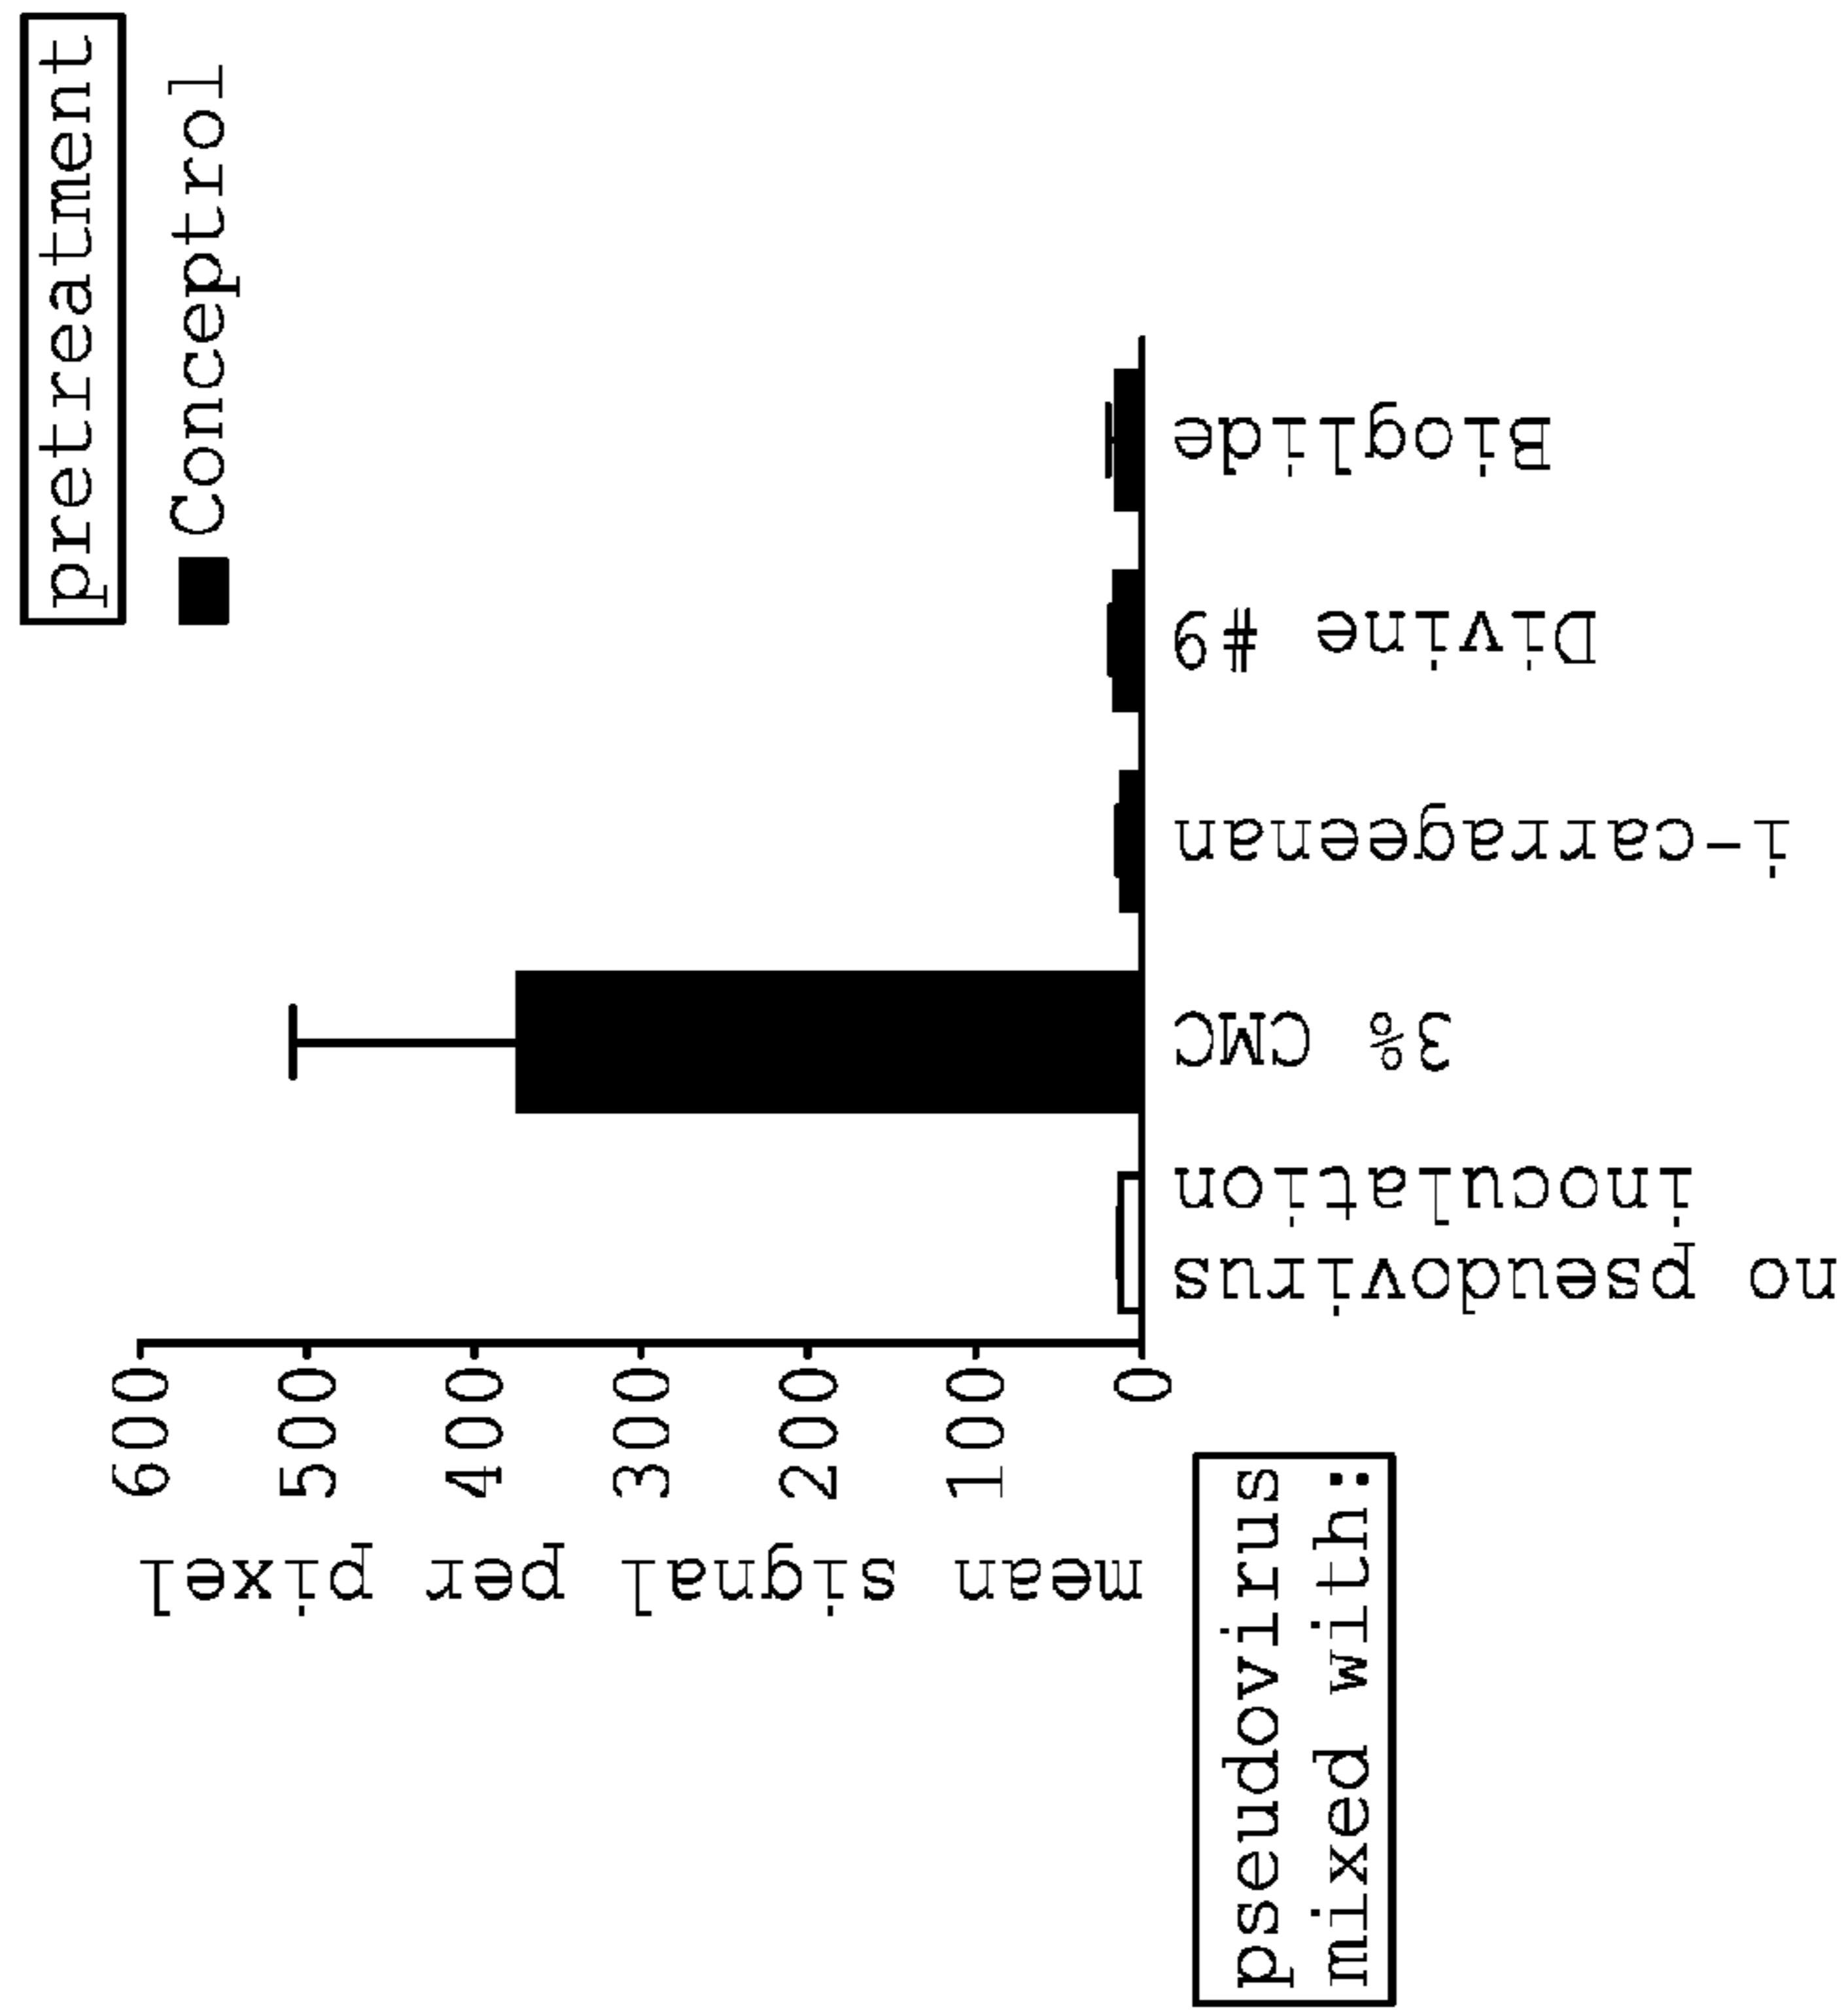 pretreatment
Conceptrol
mean signal per pixel
600
500
400
300
200
100
0
pseudovirus
mixed with:
no pseudovirus
inoculation
3% CMC
i-carrageenan
Divine #9
Bioglide